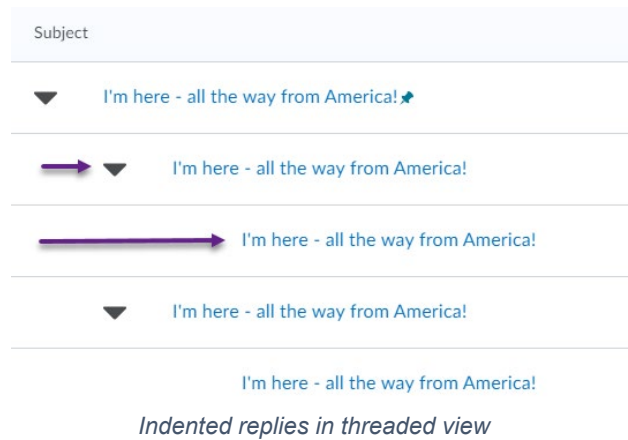 Subject
I'm here - all the way from America!
I'm here - all the way from America!
I'm here - all the way from America!
I'm here - all the way from America!
I'm here - all the way from America!
Indented replies in threaded view